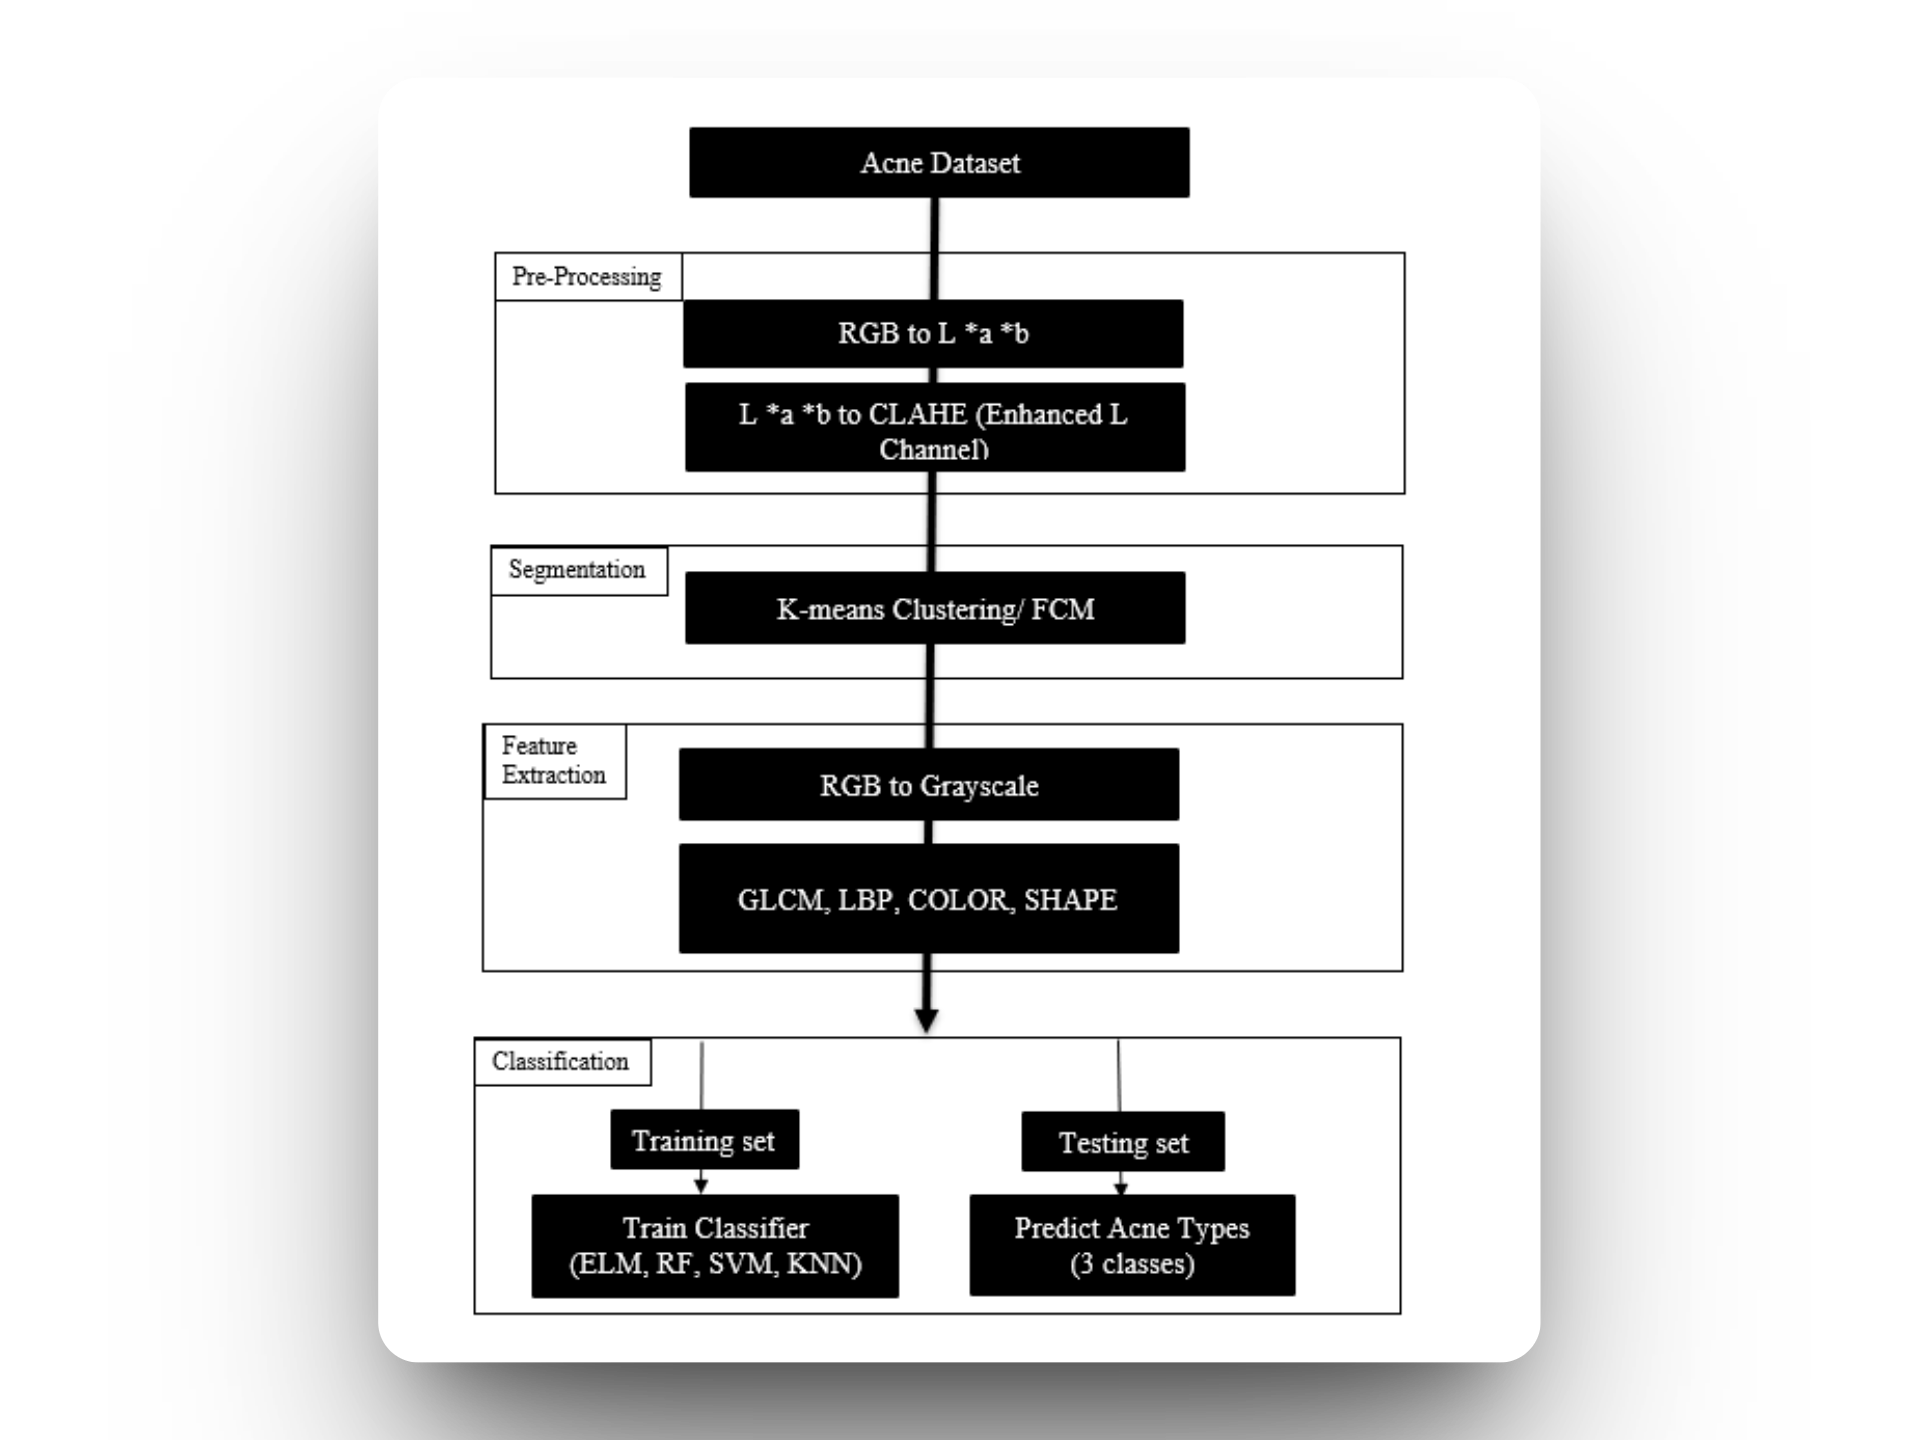 Acne Dataset
Pre-Processing
RGB to L *a *b
L *a *b to CLAHE (Enhanced L
Channel)
Segmentation
K-means Clustering/ FCM
Feature
Extraction
RGB to Grayscale
GLCM, LBP, COLOR, SHAPE
Classification
Training set
Testing set
Train Classifier
(ELM, RF, SVM, KNN)
Predict Acne Types
(3 classes)